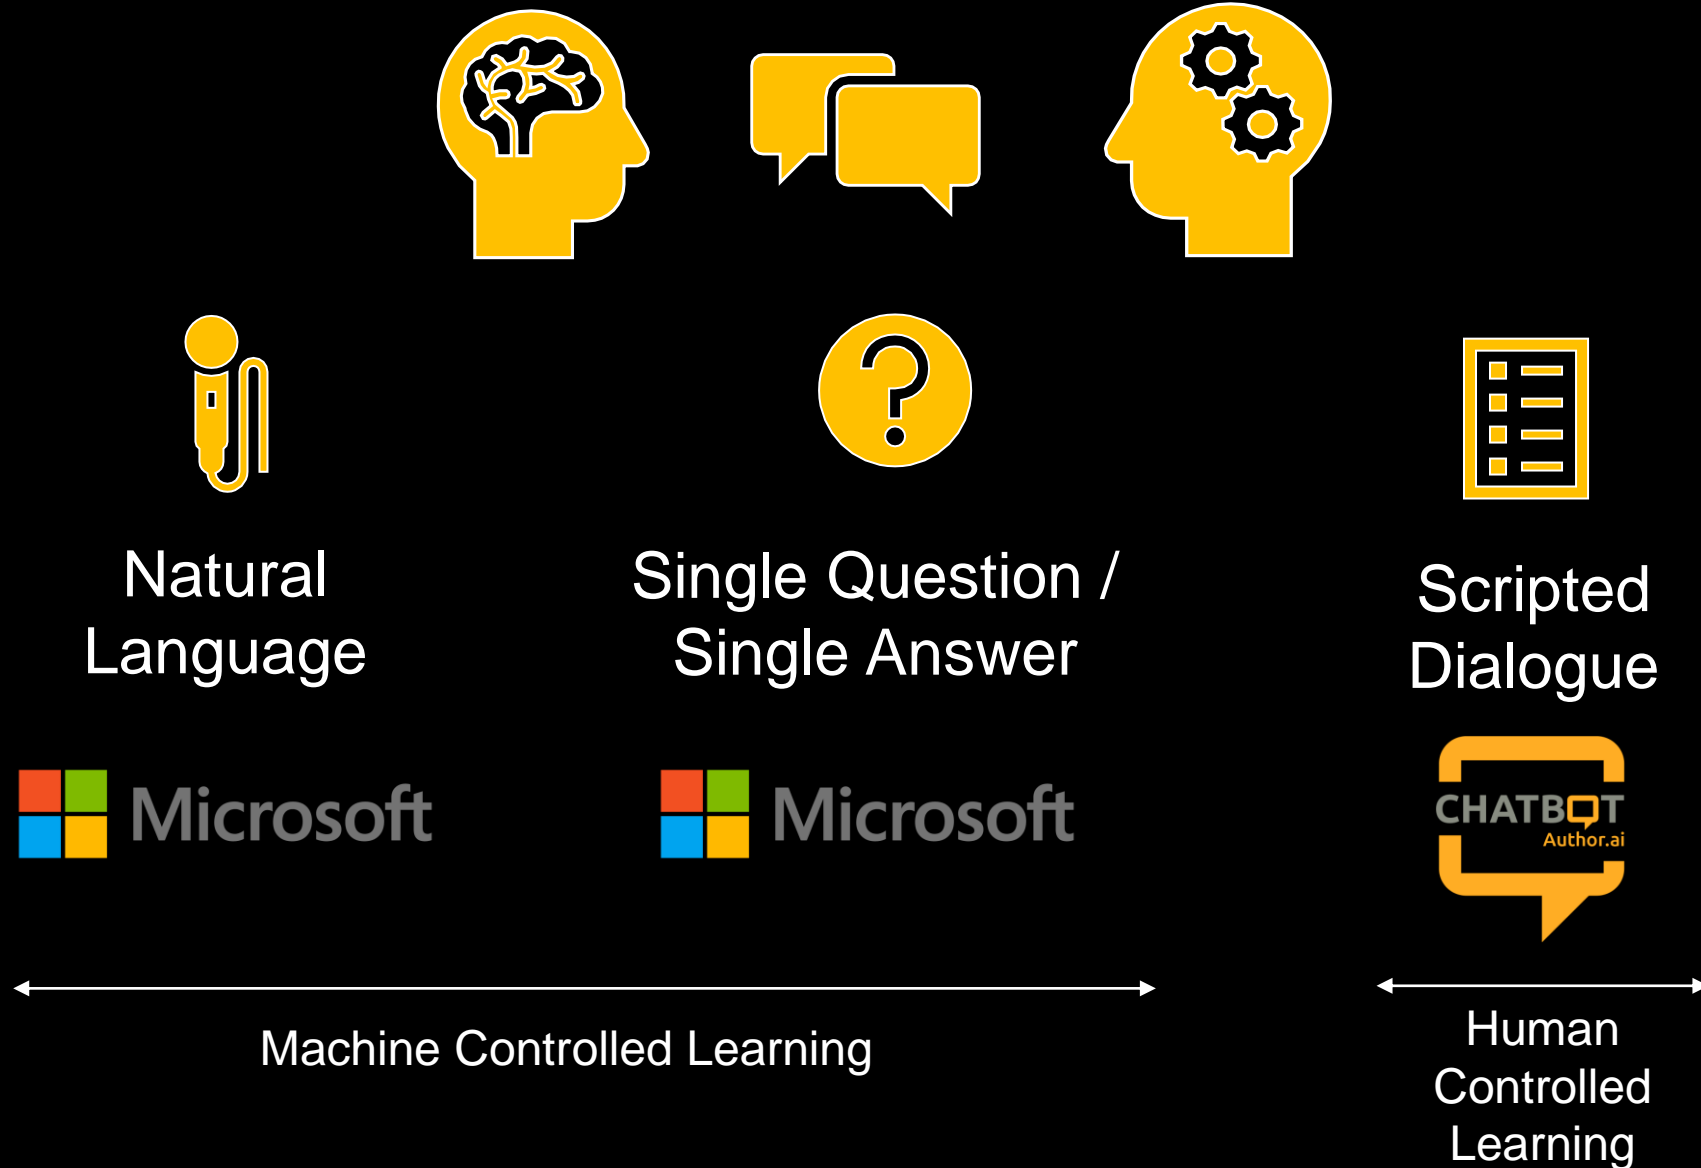 Natural
Language
Single Question /
Single Answer
Scripted
Dialogue
Microsoft
Microsoft
CHATBOT
Author.ai
Machine Controlled Learning
Human
Controlled
Learning